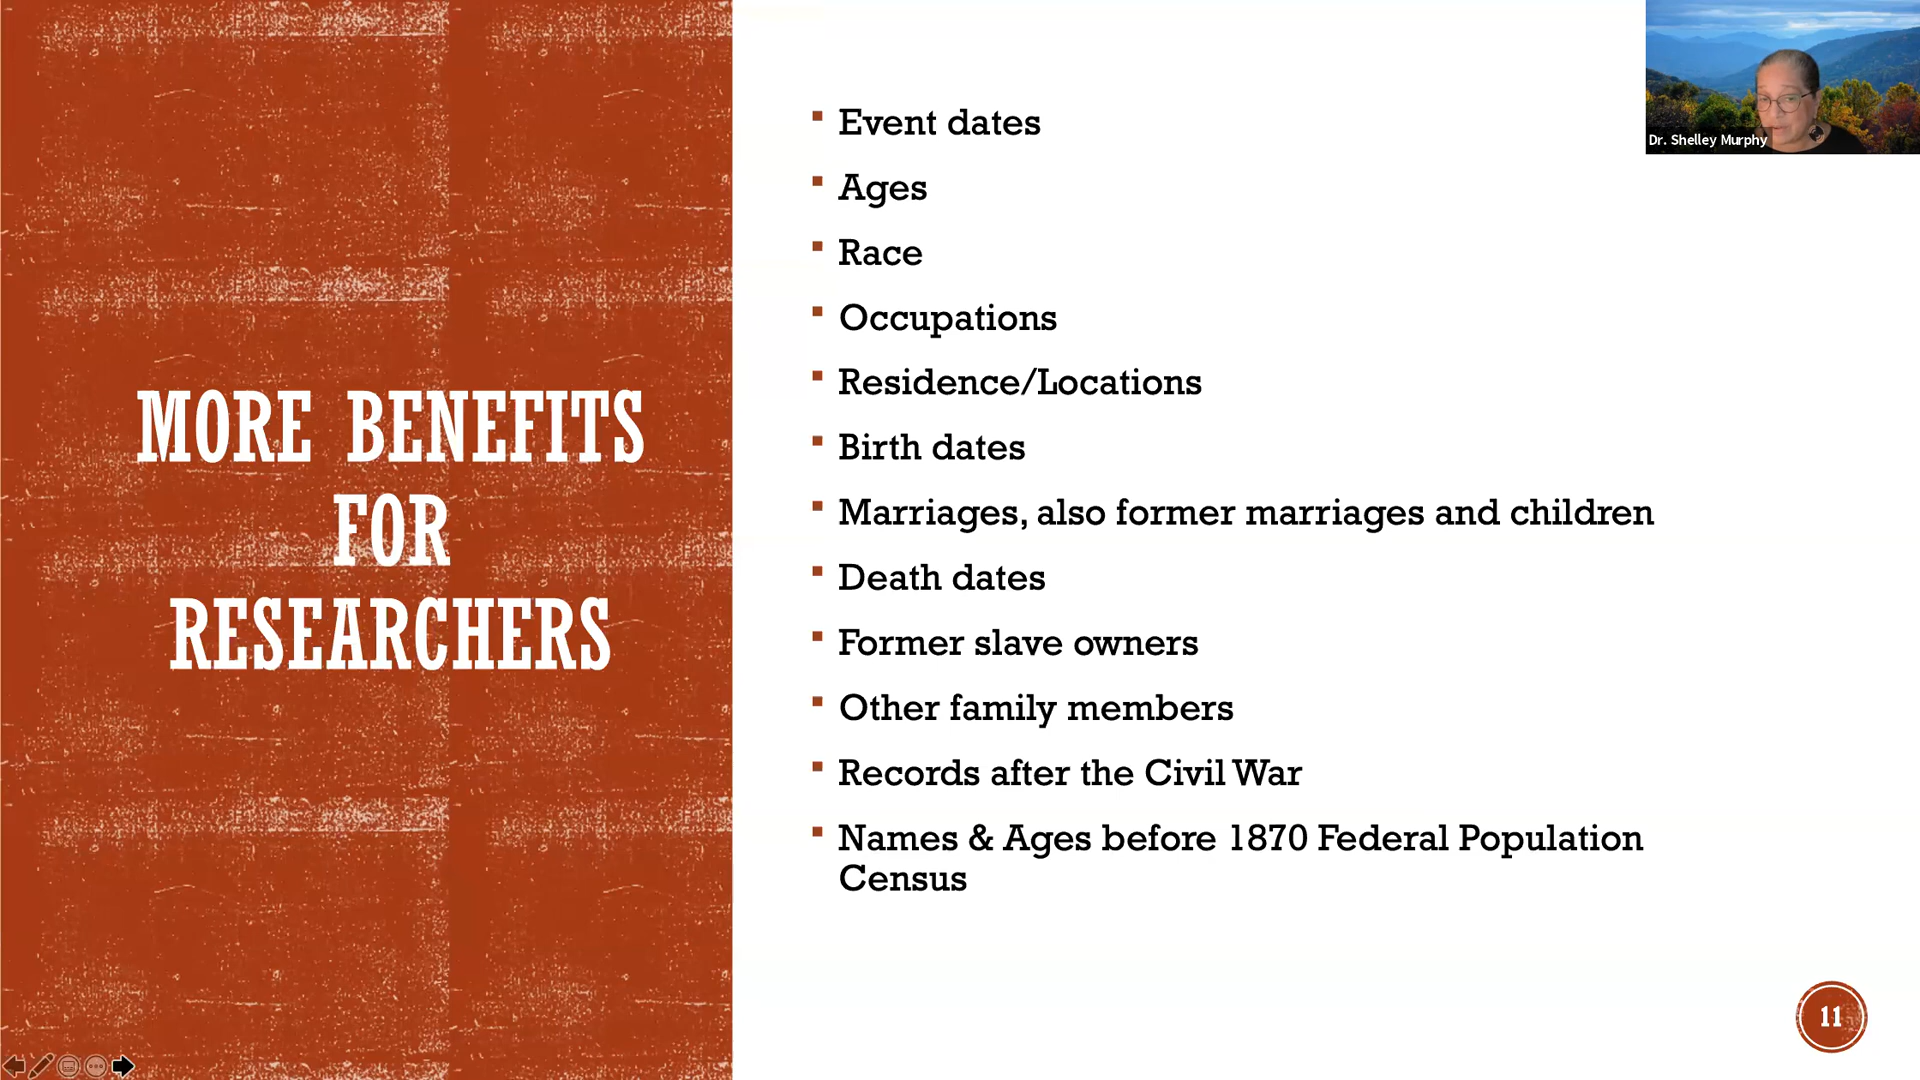 MORE BENEFITS
FOR
RESEARCHERS
Event dates
Ages
Race
Occupations
Residence/Locations
Birth dates
Marriages, also former marriages and children
Death dates
Former slave owners
Other family members
Records after the Civil War
Names & Ages before 1870 Federal Population
Census
Dr. Shelley Murphy
11